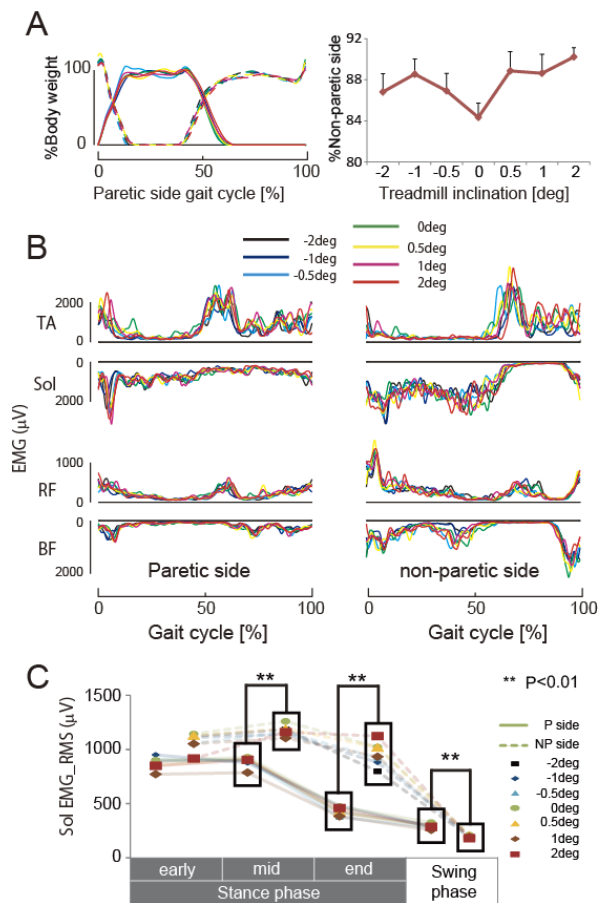 A
%Body weight
100
0
0
50
100
Paretic side gait cycle [%]
%Non-paretic side
92
88
84
80
-2
-1
-0.5
0
0.5
1
2
Treadmill inclination [deg]
B
-2deg
-1deg
-0.5deg
0deg
0.5deg
1deg
2deg
EMG (μV)
TA
2000
0
Sol
0
2000
RF
1000
0
BF
0
2000
Paretic side
non-paretic side
0
50
100
0
50
100
Gait cycle [%]
Gait cycle [%]
C
Sol EMG_RMS (μV)
1500
1000
500
0
**
**
**
** P<0.01
P side
NP side
-2deg
-1deg
-0.5deg
0deg
0.5deg
1deg
2deg
early
mid
end
Stance phase
Swing
phase